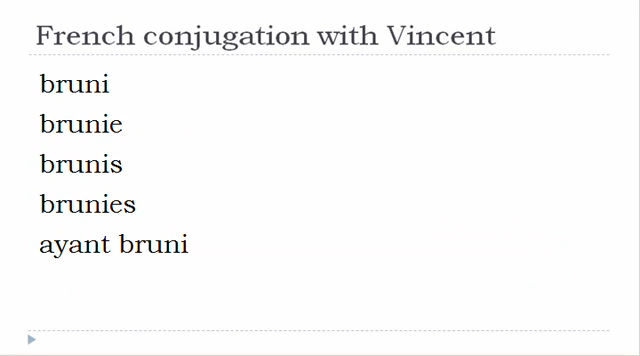 French conjugation with Vincent
bruni
brunie
brunis
brunies
ayant bruni